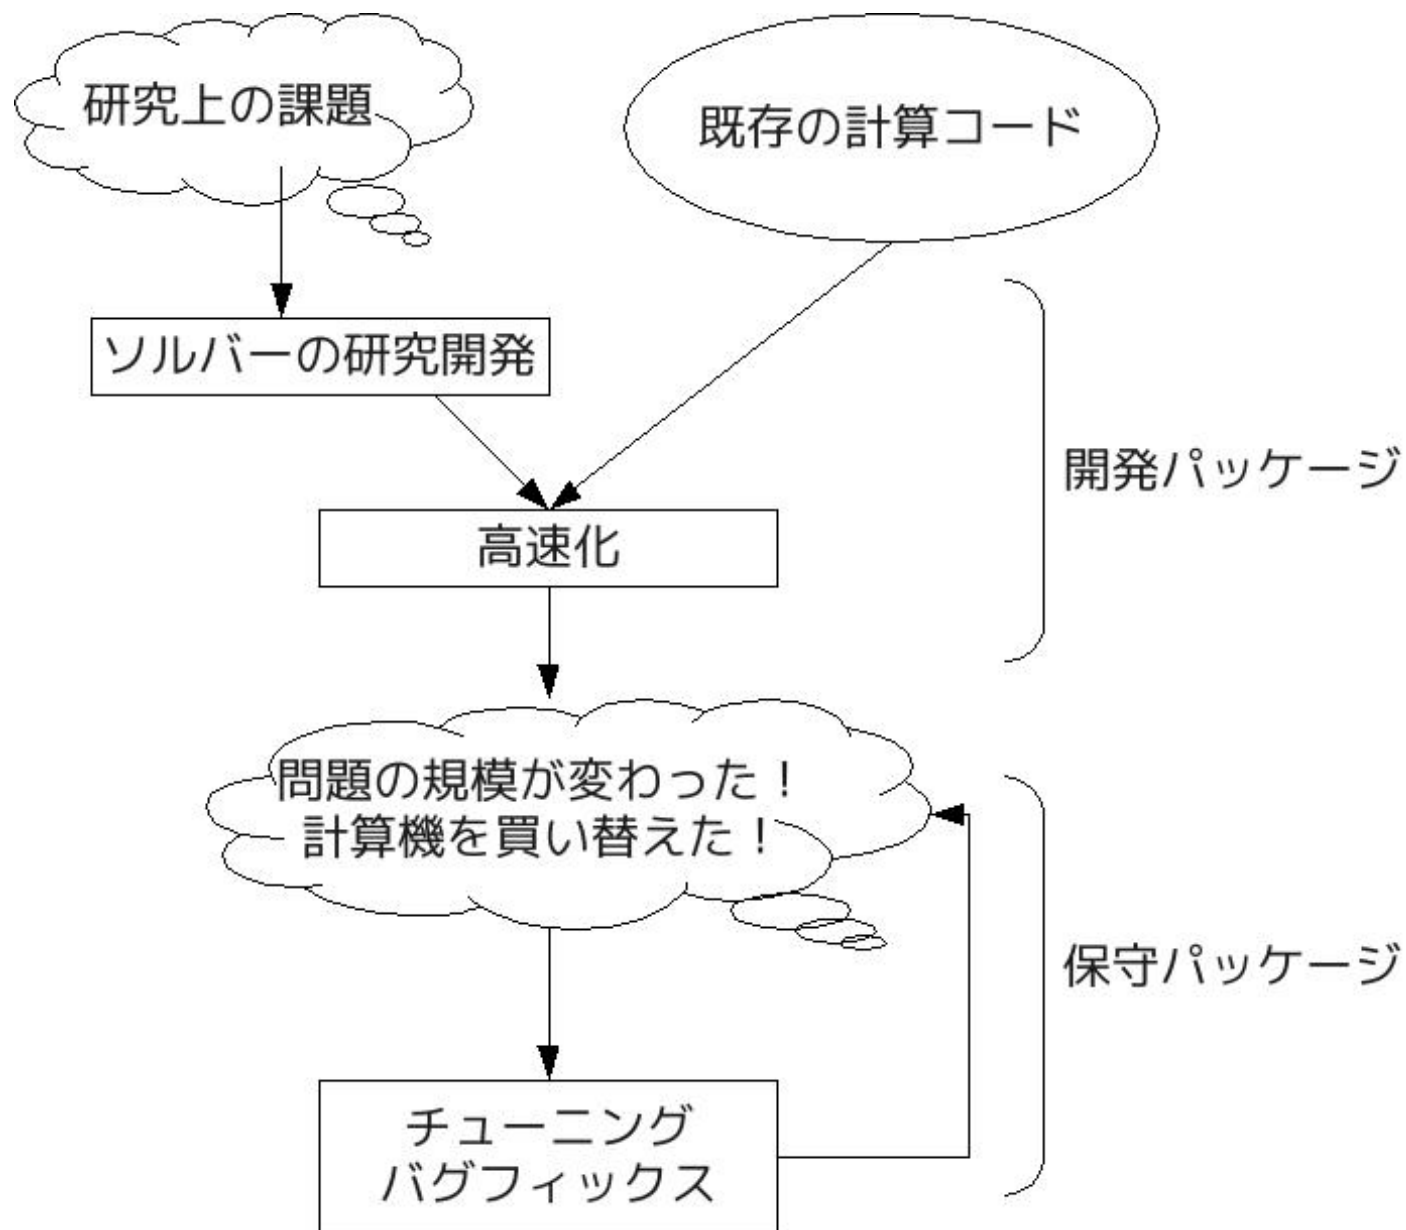 研究上の課題
既存の計算コード
ソルバーの研究開発
開発パッケージ
高速化
問題の規模が変わった！
計算機を買い替えた！
保守パッケージ
チューニング
バグフィックス